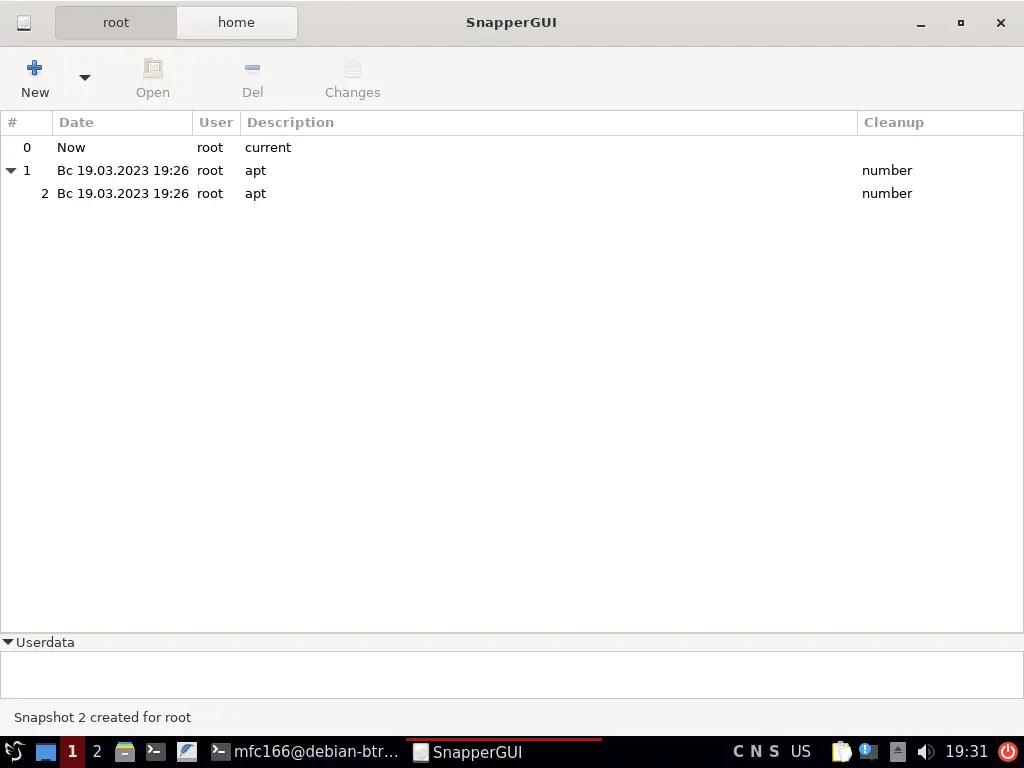 root home SnapperGUI
New Open Del Changes
# Date User Description Cleanup
0 Now root current
1 Вс 19.03.2023 19:26 root apt number
2 Вс 19.03.2023 19:26 root apt number
Userdata
Snapshot 2 created for root
1 2 mfc166@debian-btr... SnapperGUI C N S US 19:31